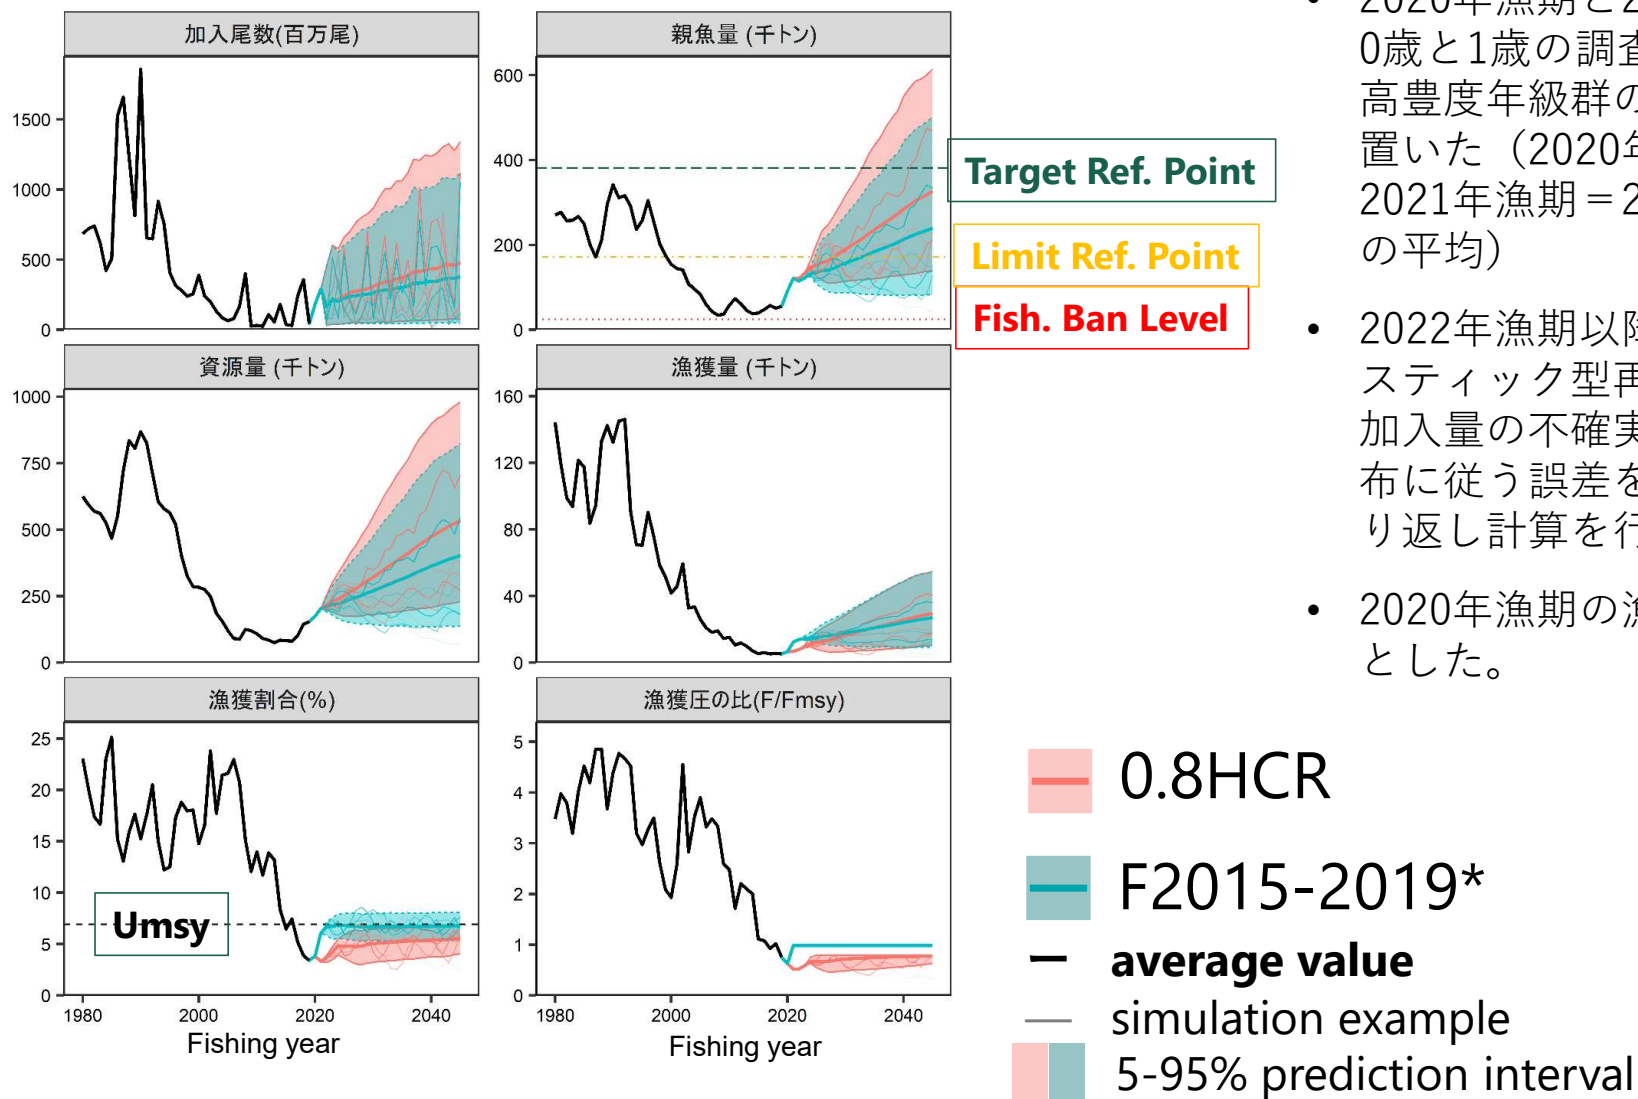 加入尾数(百万尾)
1500
1000
500
0
親魚量 (千トン)
600
400
200
0
Target Ref. Point
Limit Ref. Point
Fish. Ban Level
資源量 (千トン)
1000
750
500
250
0
漁獲量 (千トン)
160
120
80
40
0
漁獲割合(%)
25
20
15
10
5
0
Umsy
1980
2000
2020
2040
Fishing year
漁獲圧の比(F/Fmsy)
5
4
3
2
1
0
1980
2000
2020
2040
Fishing year
• 2020年漁期と2
0歳と1歳の調査
高豊度年級群の
置いた（2020年
2021年漁期＝2
の平均）
• 2022年漁期以降
スティック型再
加入量の不確実
布に従う誤差を
り返し計算を行
• 2020年漁期の漁
とした。
0.8HCR
F2015-2019*
average value
simulation example
5-95% prediction interval